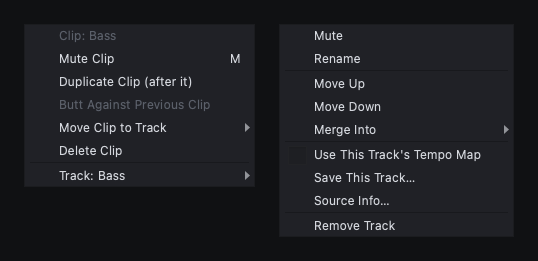 Clip: Bass
Mute Clip M
Duplicate Clip (after it)
Butt Against Previous Clip
Move Clip to Track
Delete Clip
Track: Bass
Mute
Rename
Move Up
Move Down
Merge Into
Use This Track's Tempo Map
Save This Track...
Source Info...
Remove Track